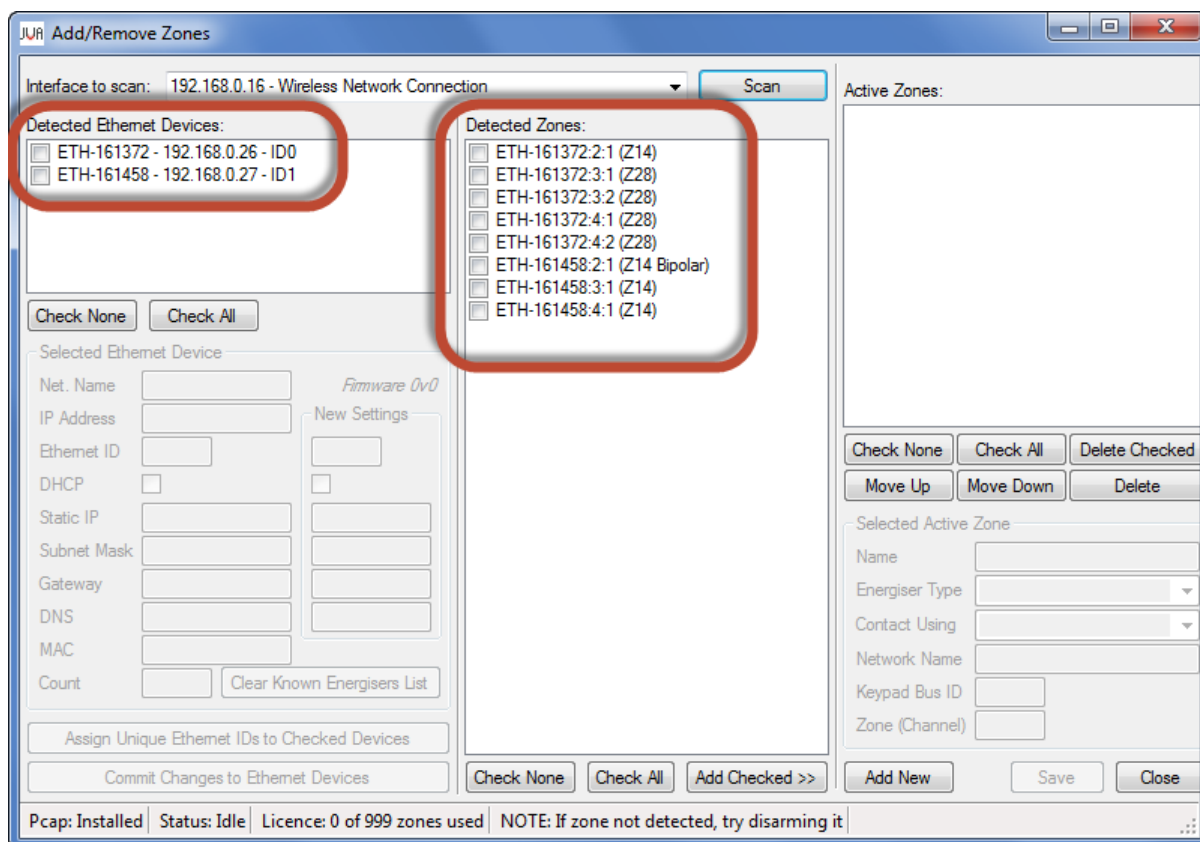 JVA Add/Remove Zones
Interface to scan: 192.168.0.16 - Wireless Network Connection Scan
Detected Ethernet Devices:
ETH-161372 - 192.168.0.26 - ID0
ETH-161458 - 192.168.0.27 - ID1
Check None Check All
Selected Ethernet Device
Net. Name Firmware 0v0
IP Address New Settings
Ethernet ID
DHCP
Static IP
Subnet Mask
Gateway
DNS
MAC
Count Clear Known Energisers List
Assign Unique Ethernet IDs to Checked Devices
Commit Changes to Ethernet Devices
Detected Zones:
ETH-161372:2:1 (Z14)
ETH-161372:3:1 (Z28)
ETH-161372:3:2 (Z28)
ETH-161372:4:1 (Z28)
ETH-161372:4:2 (Z28)
ETH-161458:2:1 (Z14 Bipolar)
ETH-161458:3:1 (Z14)
ETH-161458:4:1 (Z14)
Check None Check All Add Checked >>
Active Zones:
Check None Check All Delete Checked
Move Up Move Down Delete
Selected Active Zone
Name
Energiser Type
Contact Using
Network Name
Keypad Bus ID
Zone (Channel)
Add New Save Close
Pcap: Installed Status: Idle Licence: 0 of 999 zones used NOTE: If zone not detected, try disarming it